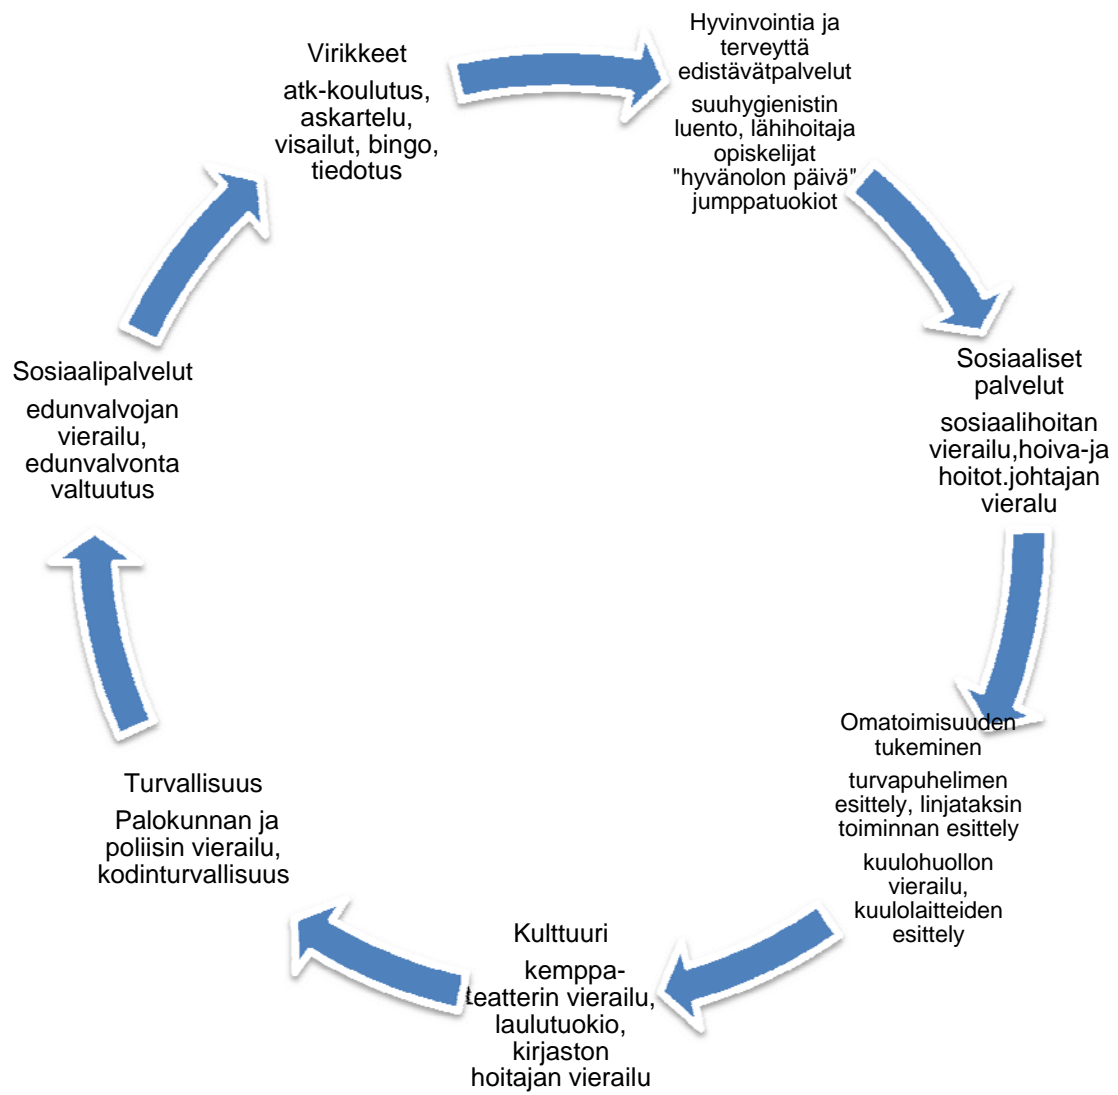 Virikkeet
atk-koulutus,
askartelu,
visailut, bingo,
tiedotus
Hyvinvointia ja
terveyttä
edistävätpalvelut
suuhygienistin
luento, lähihoitaja
opiskelijat
"hyvänolon päivä"
jumppatuokiot
Sosiaaliset
palvelut
sosiaalihoitan
vierailu,hoiva-ja
hoitot.johtajan
vieralu
Omatoimisuuden
tukeminen
turvapuhelimen
esittely, linjataksin
toiminnan esittely
kuulohuollon
vierailu,
kuulolaitteiden
esittely
Kulttuuri
kemppa-
teatterin vierailu,
laulutuokio,
kirjaston
hoitajan vierailu
Turvallisuus
Palokunnan ja
poliisin vierailu,
kodinturvallisuus
Sosiaalipalvelut
edunvalvojan
vierailu,
edunvalvonta
valtuutus